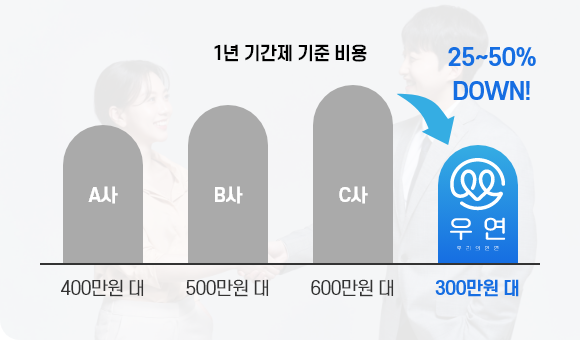 1년 기간제 기준 비용
25~50%
DOWN!
A사
B사
C사
우연
400만원 대
500만원 대
600만원 대
300만원 대